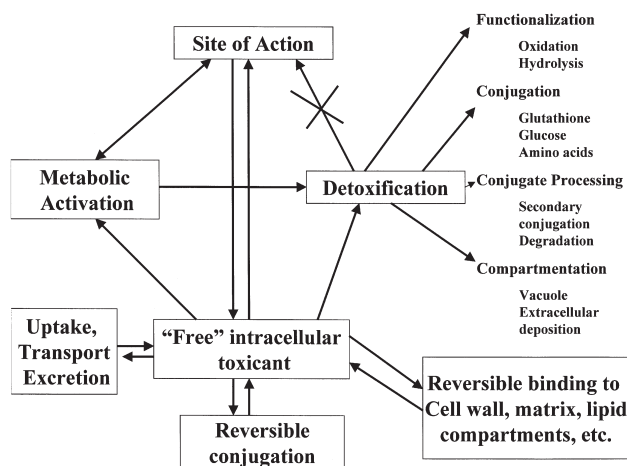 Site of Action
Functionalization
Oxidation
Hydrolysis
Conjugation
Glutathione
Glucose
Amino acids
Metabolic
Activation
Detoxification
Conjugate Processing
Secondary
conjugation
Degradation
Compartmentation
Vacuole
Extracellular
deposition
Uptake,
Transport
Excretion
“Free” intracellular
toxicant
Reversible binding to
Cell wall, matrix, lipid
compartments, etc.
Reversible
conjugation